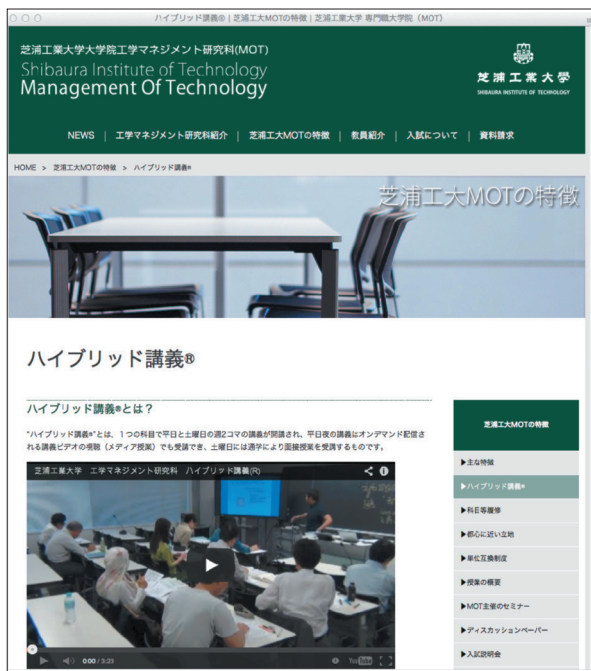 ハイブリッド講義® | 芝浦工大MOTの特徴 | 芝浦工業大学 専門職大学院（MOT）
芝浦工業大学大学院工学マネジメント研究科(MOT)
Shibaura Institute of Technology
Management Of Technology
芝浦工業大學
SHIBAURA INSTITUTE OF TECHNOLOGY
NEWS | 工学マネジメント研究科紹介 | 芝浦工大MOTの特徴 | 教員紹介 | 入試について | 資料請求
HOME > 芝浦工大MOTの特徴 > ハイブリッド講義®
芝浦工大MOTの特徴
ハイブリッド講義®
ハイブリッド講義®とは？
"ハイブリッド講義®"とは、１つの科目で平日と土曜日の週2コマの講義が開講され、平日夜の講義はオンデマンド配信さ
れる講義ビデオの視聴（メディア授業）でも受講でき、土曜日には通学により面接授業を受講するものです。
芝浦工業大学　工学マネジメント研究科　ハイブリッド講義(R)
0:00 / 3:23
YouTube
芝浦工大MOTの特徴
▶主な特徴
▶ハイブリッド講義®
▶科目等履修
▶都心に近い立地
▶単位互換制度
▶授業の概要
▶MOT主催のセミナー
▶ディスカッションペーパー
▶入試説明会